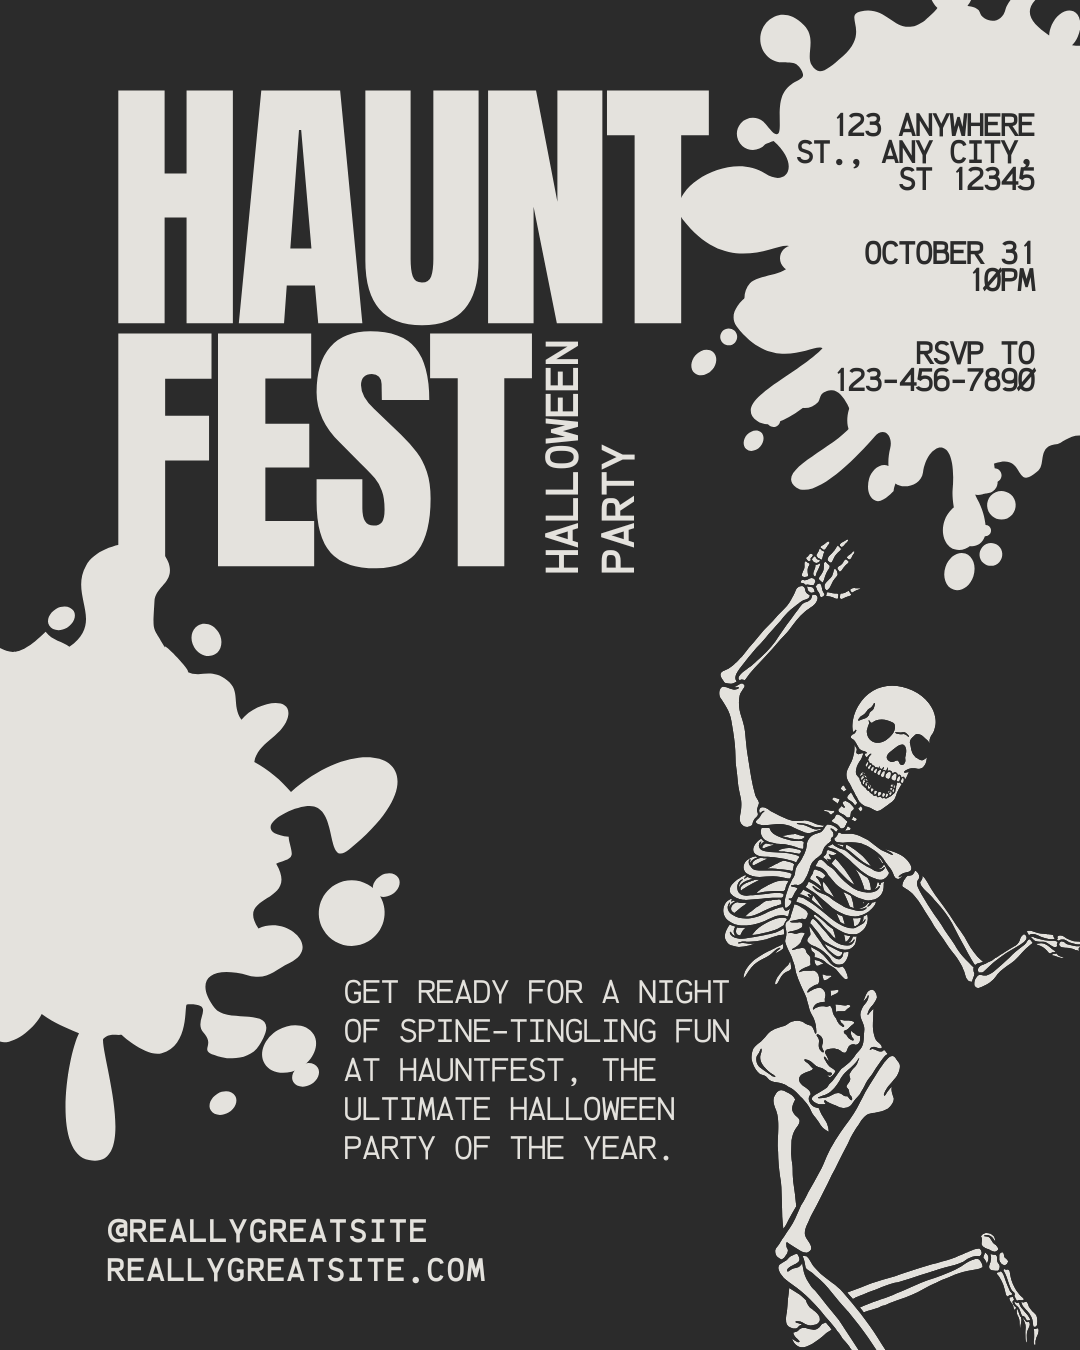 HAUNT
FEST
HALLOWEEN
PARTY
123 ANYWHERE
ST., ANY CITY,
ST 12345
OCTOBER 31
10PM
RSVP TO
123-456-7890
GET READY FOR A NIGHT
OF SPINE-TINGLING FUN
AT HAUNTFEST, THE
ULTIMATE HALLOWEEN
PARTY OF THE YEAR.
@REALLYGREATSITE
REALLYGREATSITE.COM